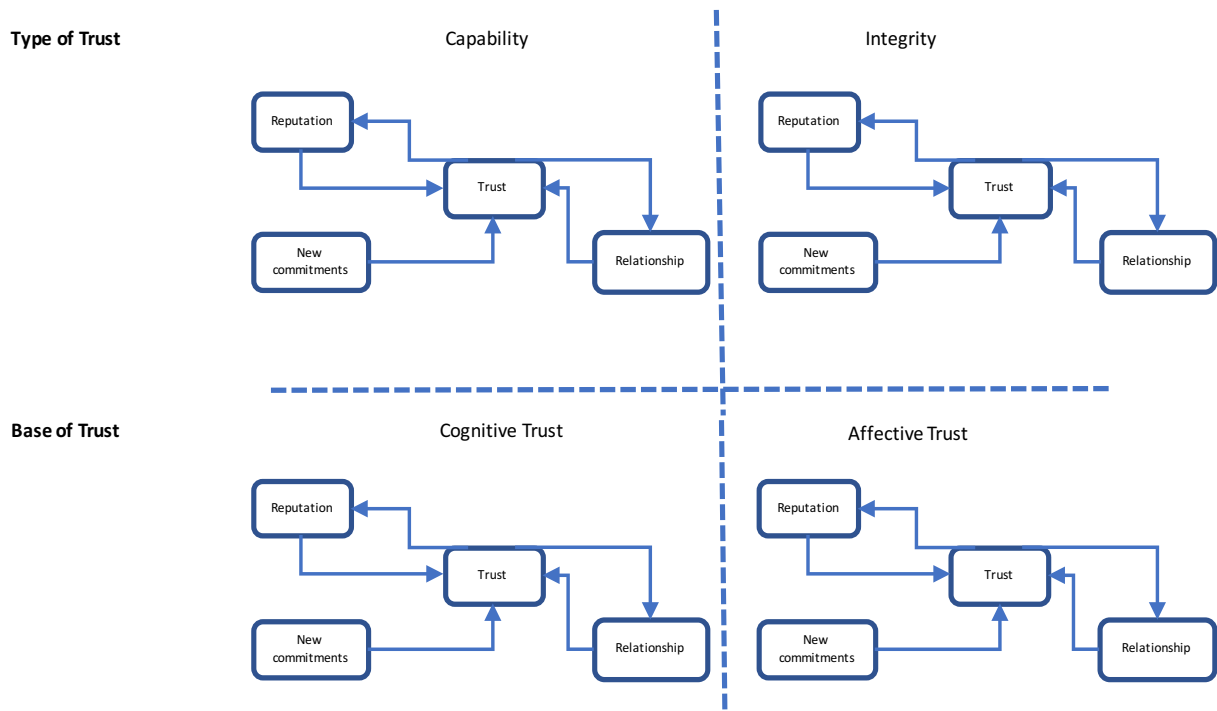 Type of Trust
Capability
Integrity
Reputation
Trust
New
commitments
Relationship
Reputation
Trust
New
commitments
Relationship
Base of Trust
Cognitive Trust
Affective Trust
Reputation
Trust
New
commitments
Relationship
Reputation
Trust
New
commitments
Relationship